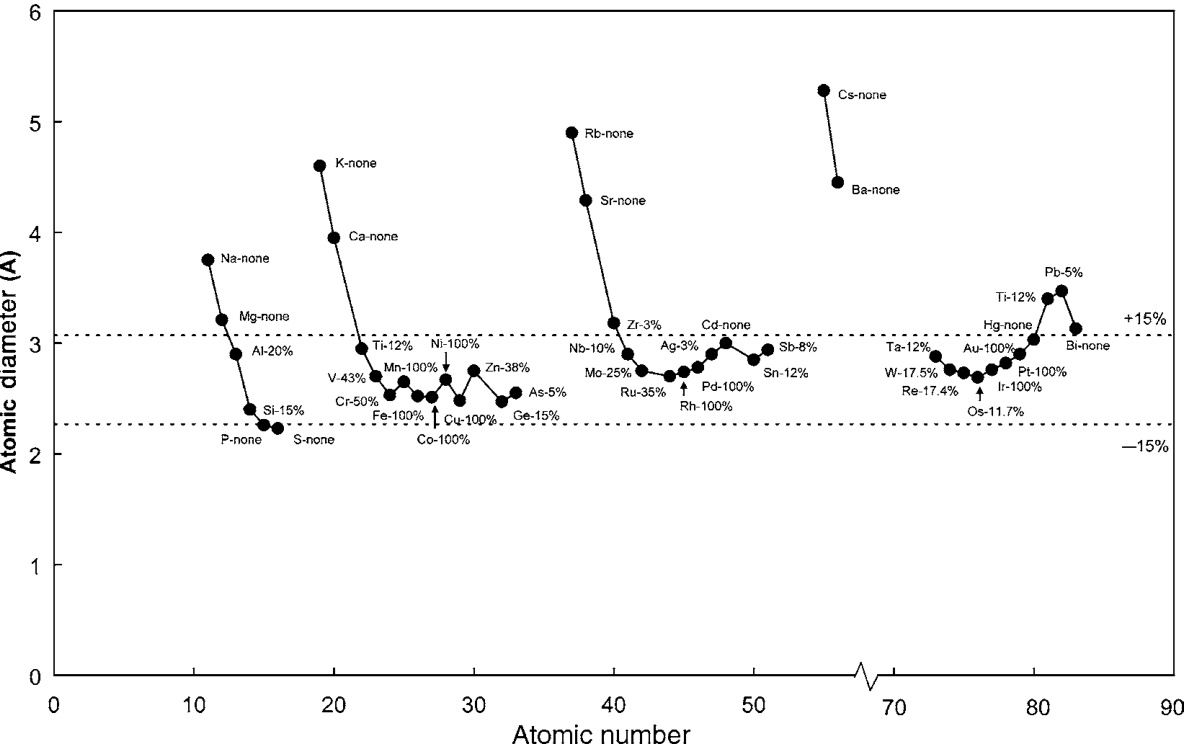 6
5
4
3
2
1
0
Atomic diameter (A)
Cs-none
Ba-none
Rb-none
Sr-none
K-none
Ca-none
Na-none
Mg-none
Al-20%
Si-15%
P-none
S-none
Ti-12%
V-43%
Cr-50%
Mn-100%
Fe-100%
Co-100%
Ni-100%
Cu-100%
Zn-38%
Ge-15%
As-5%
Zr-3%
Nb-10%
Mo-25%
Ru-35%
Rh-100%
Pd-100%
Ag-3%
Cd-none
Sn-12%
Sb-8%
Ta-12%
W-17.5%
Re-17.4%
Os-11.7%
Ir-100%
Pt-100%
Au-100%
Hg-none
Ti-12%
Pb-5%
Bi-none
+15%
—15%
0 10 20 30 40 50 70 80 90
Atomic number